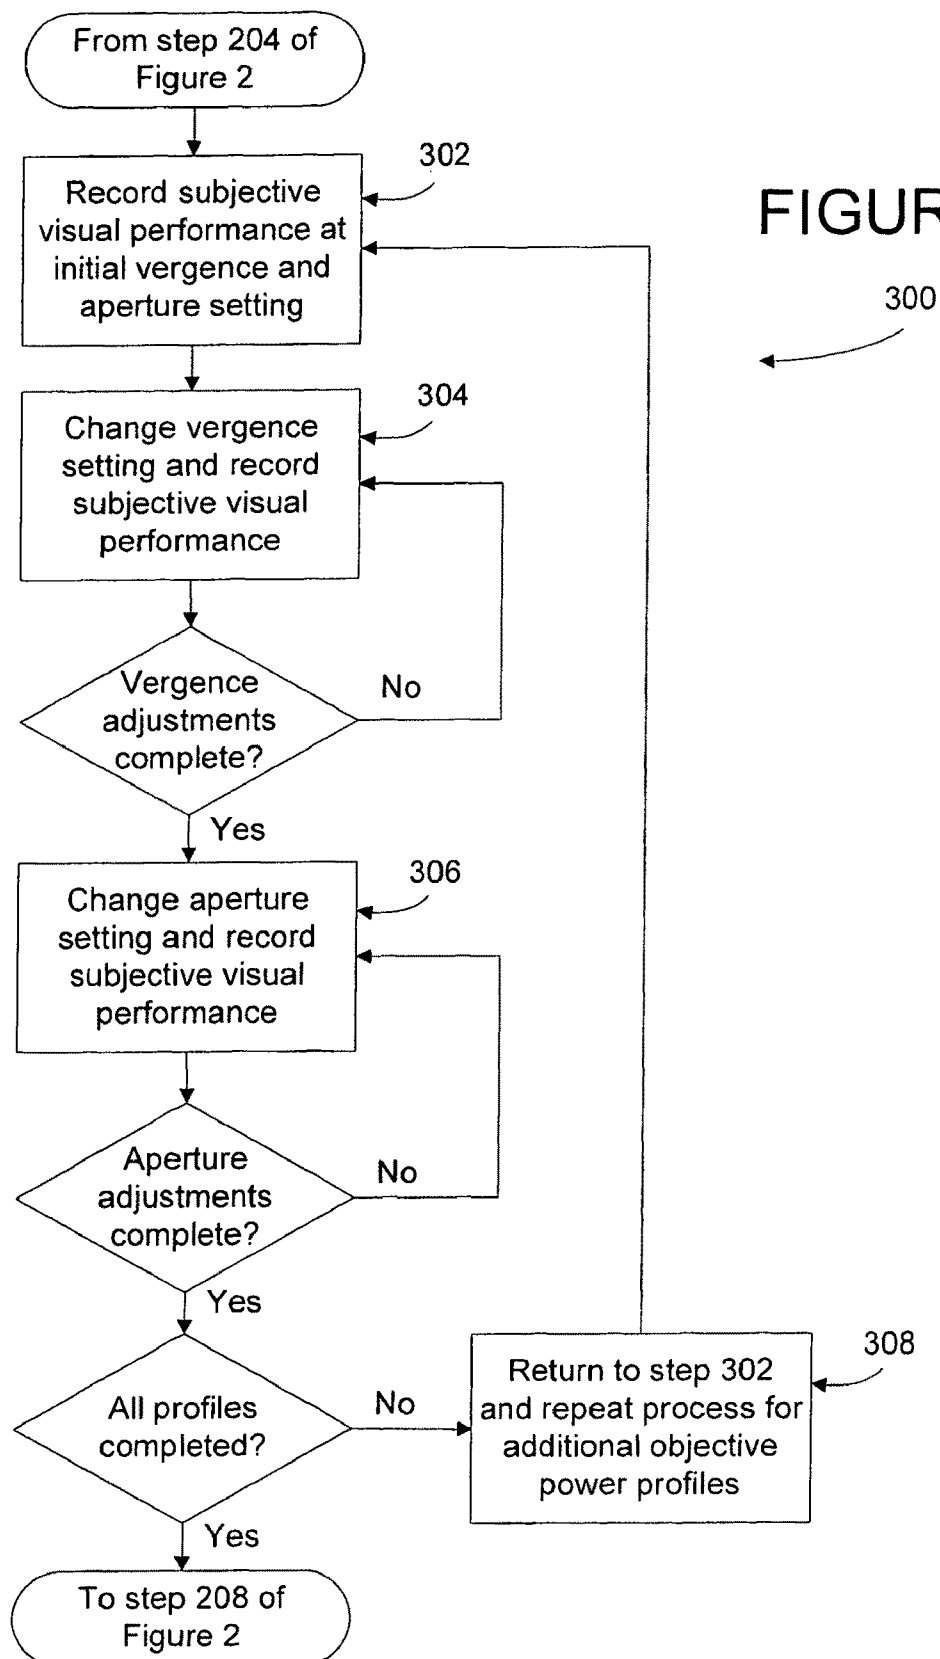 From step 204 of
Figure 2
302
Record subjective
visual performance at
initial vergence and
aperture setting
300
304
Change vergence
setting and record
subjective visual
performance
Vergence
adjustments
complete?
No
Yes
306
Change aperture
setting and record
subjective visual
performance
Aperture
adjustments
complete?
No
Yes
308
Return to step 302
and repeat process for
additional objective
power profiles
All profiles
completed?
No
Yes
To step 208 of
Figure 2